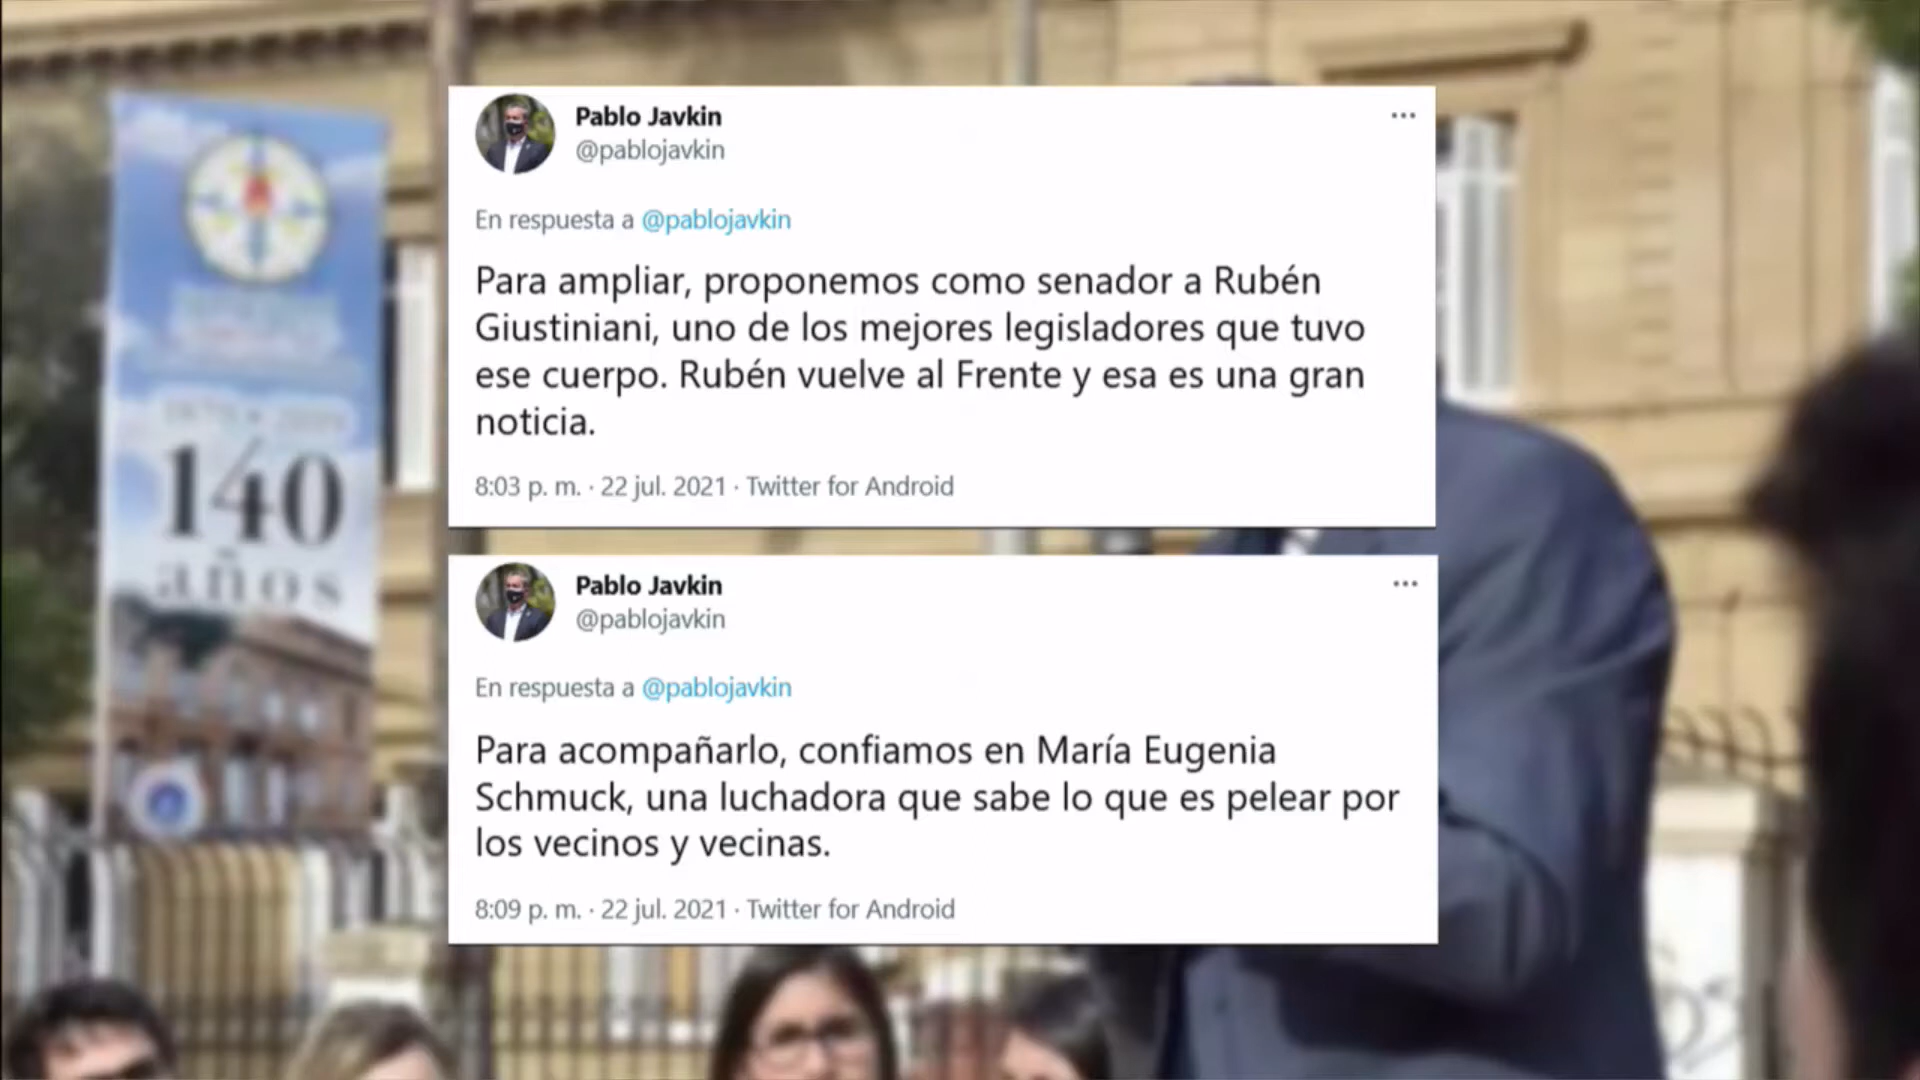 Pablo Javkin
@pablojavkin
En respuesta a @pablojavkin
Para ampliar, proponemos como senador a Rubén
Giustiniani, uno de los mejores legisladores que tuvo
ese cuerpo. Rubén vuelve al Frente y esa es una gran
noticia.
8:03 p. m. · 22 jul. 2021 · Twitter for Android
Pablo Javkin
@pablojavkin
En respuesta a @pablojavkin
Para acompañarlo, confiamos en María Eugenia
Schmuck, una luchadora que sabe lo que es pelear por
los vecinos y vecinas.
8:09 p. m. · 22 jul. 2021 · Twitter for Android
140
años